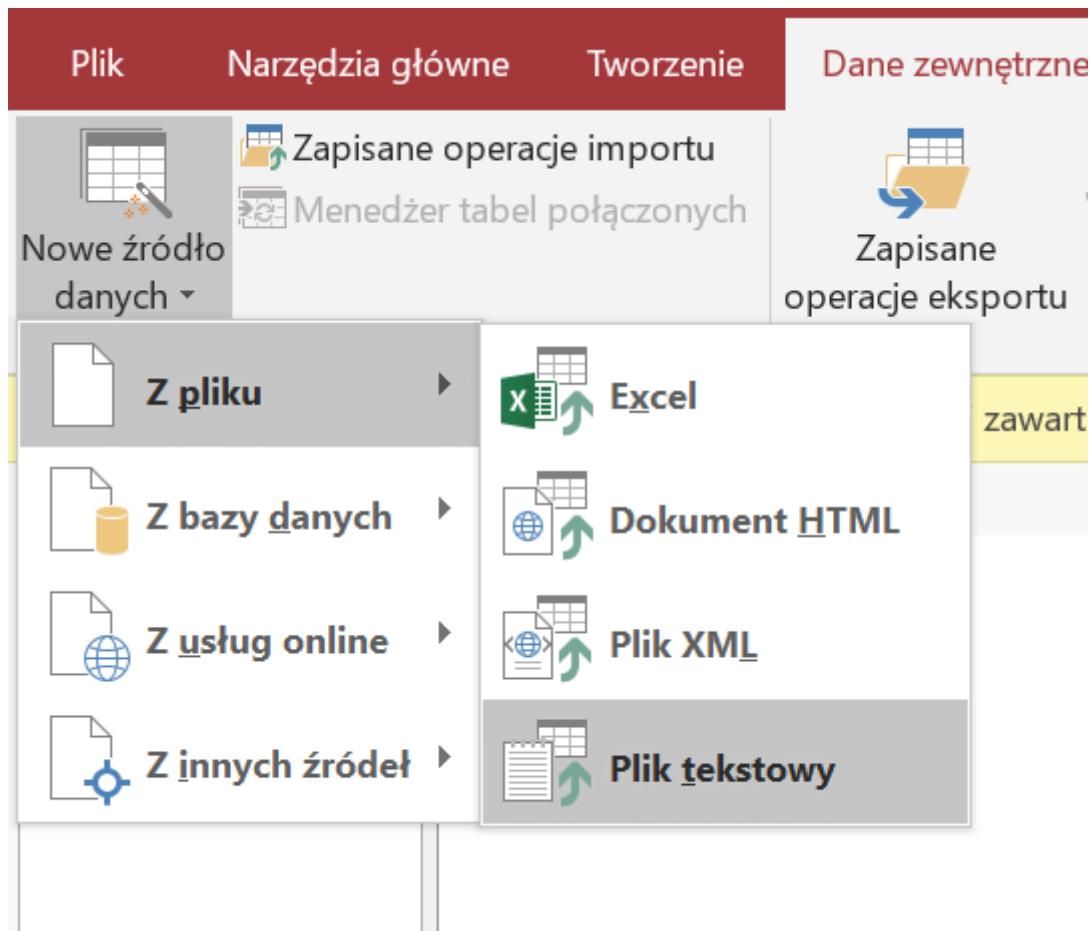 Plik Narzędzia główne Tworzenie Dane zewnętrzne
Zapisane operacje importu
Menedżer tabel połączonych
Nowe źródło
danych
Zapisane
operacje eksportu
Z pliku
Z bazy danych
Z usług online
Z innych źródeł
Excel
Dokument HTML
Plik XML
Plik tekstowy
zawart